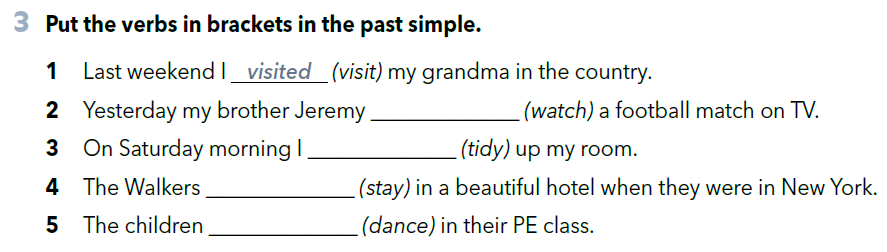 3 Put the verbs in brackets in the past simple.
1 Last weekend I __visited__ (visit) my grandma in the country.
2 Yesterday my brother Jeremy ____________ (watch) a football match on TV.
3 On Saturday morning I ____________ (tidy) up my room.
4 The Walkers ____________ (stay) in a beautiful hotel when they were in New York.
5 The children ____________ (dance) in their PE class.